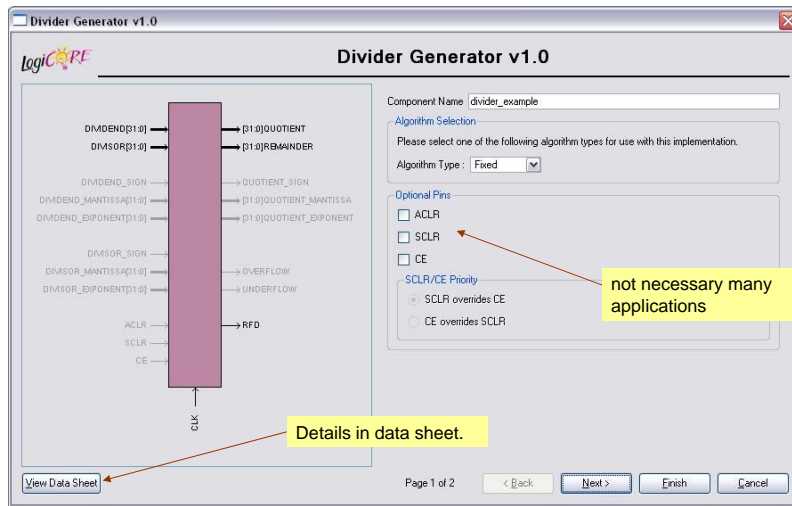 Divider Generator v1.0
LogiCORE
Divider Generator v1.0
DIVIDEND[31:0]
DIVISOR[31:0]
DIVIDEND_SIGN
DIVIDEND_MANTISSA[31:0]
DIVIDEND_EXPONENT[31:0]
DIVISOR_SIGN
DIVISOR_MANTISSA[31:0]
DIVISOR_EXPONENT[31:0]
ACLR
SCLR
CE
[31:0]QUOTIENT
[31:0]REMAINDER
QUOTIENT_SIGN
[31:0]QUOTIENT_MANTISSA
[31:0]QUOTIENT_EXPONENT
OVERFLOW
UNDERFLOW
RFD
CLK
Component Name divider_example
Algorithm Selection
Please select one of the following algorithm types for use with this implementation.
Algorithm Type : Fixed
Optional Pins
ACLR
SCLR
CE
SCLR/CE Priority
SCLR overrides CE
CE overrides SCLR
not necessary many
applications
Details in data sheet.
View Data Sheet
Page 1 of 2
< Back
Next >
Finish
Cancel